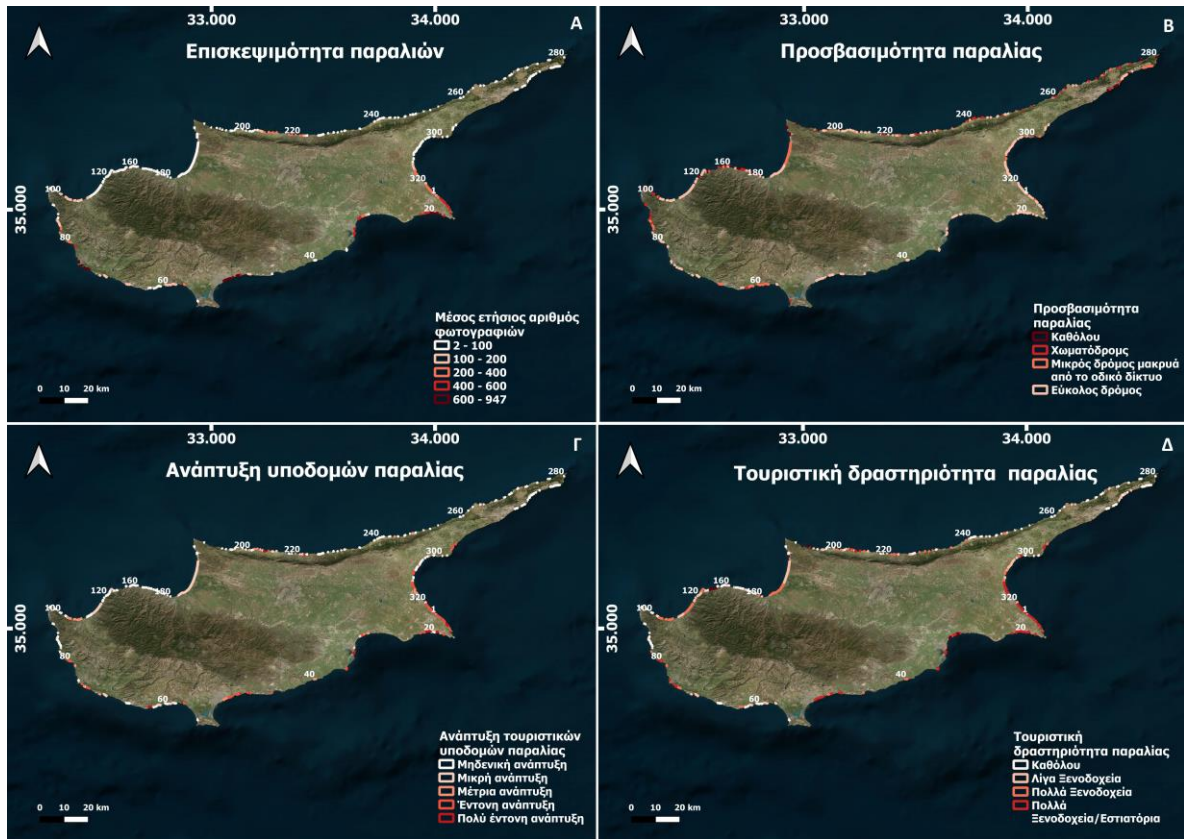 33.000
34.000
Α
Επισκεψιμότητα παραλιών
280
260
240
200
220
300
160
120
180
320
1
100
20
35.000
80
40
60
Μέσος ετήσιος αριθμός
φωτογραφιών
2 - 100
100 - 200
200 - 400
400 - 600
600 - 947
0 10 20 km
33.000
34.000
Β
Προσβασιμότητα παραλίας
280
260
240
200
220
300
160
120
180
320
1
100
20
80
40
60
Προσβασιμότητα
παραλίας
Καθόλου
Χωματόδρομς
Μικρός δρόμος μακρυά
από το οδικό δίκτυο
Εύκολος δρόμος
0 10 20 km
33.000
34.000
Γ
Ανάπτυξη υποδομών παραλίας
280
260
240
200
220
300
160
120
180
320
1
100
20
35.000
80
40
60
Ανάπτυξη τουριστικών
υποδομών παραλίας
Μηδενική ανάπτυξη
Μικρή ανάπτυξη
Μέτρια ανάπτυξη
Έντονη ανάπτυξη
Πολύ έντονη ανάπτυξη
0 10 20 km
33.000
34.000
Δ
Τουριστική δραστηριότητα παραλίας
280
260
240
200
220
300
160
120
180
320
1
100
20
80
40
60
Τουριστική
δραστηριότητα παραλίας
Καθόλου
Λίγα Ξενοδοχεία
Πολλά Ξενοδοχεία
Πολλά
Ξενοδοχεία/Εστιατόρια
0 10 20 km
35.000